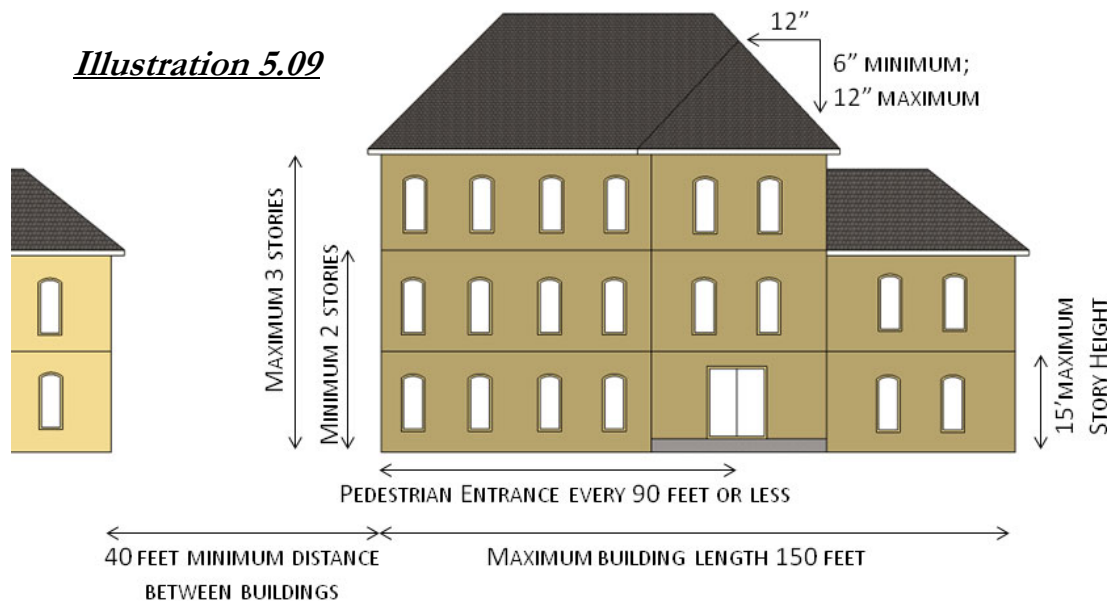 Illustration 5.09
12”
6” MINIMUM;
12” MAXIMUM
MAXIMUM 3 STORIES
MINIMUM 2 STORIES
15’MAXIMUM
STORY HEIGHT
PEDESTRIAN ENTRANCE EVERY 90 FEET OR LESS
40 FEET MINIMUM DISTANCE
BETWEEN BUILDINGS
MAXIMUM BUILDING LENGTH 150 FEET